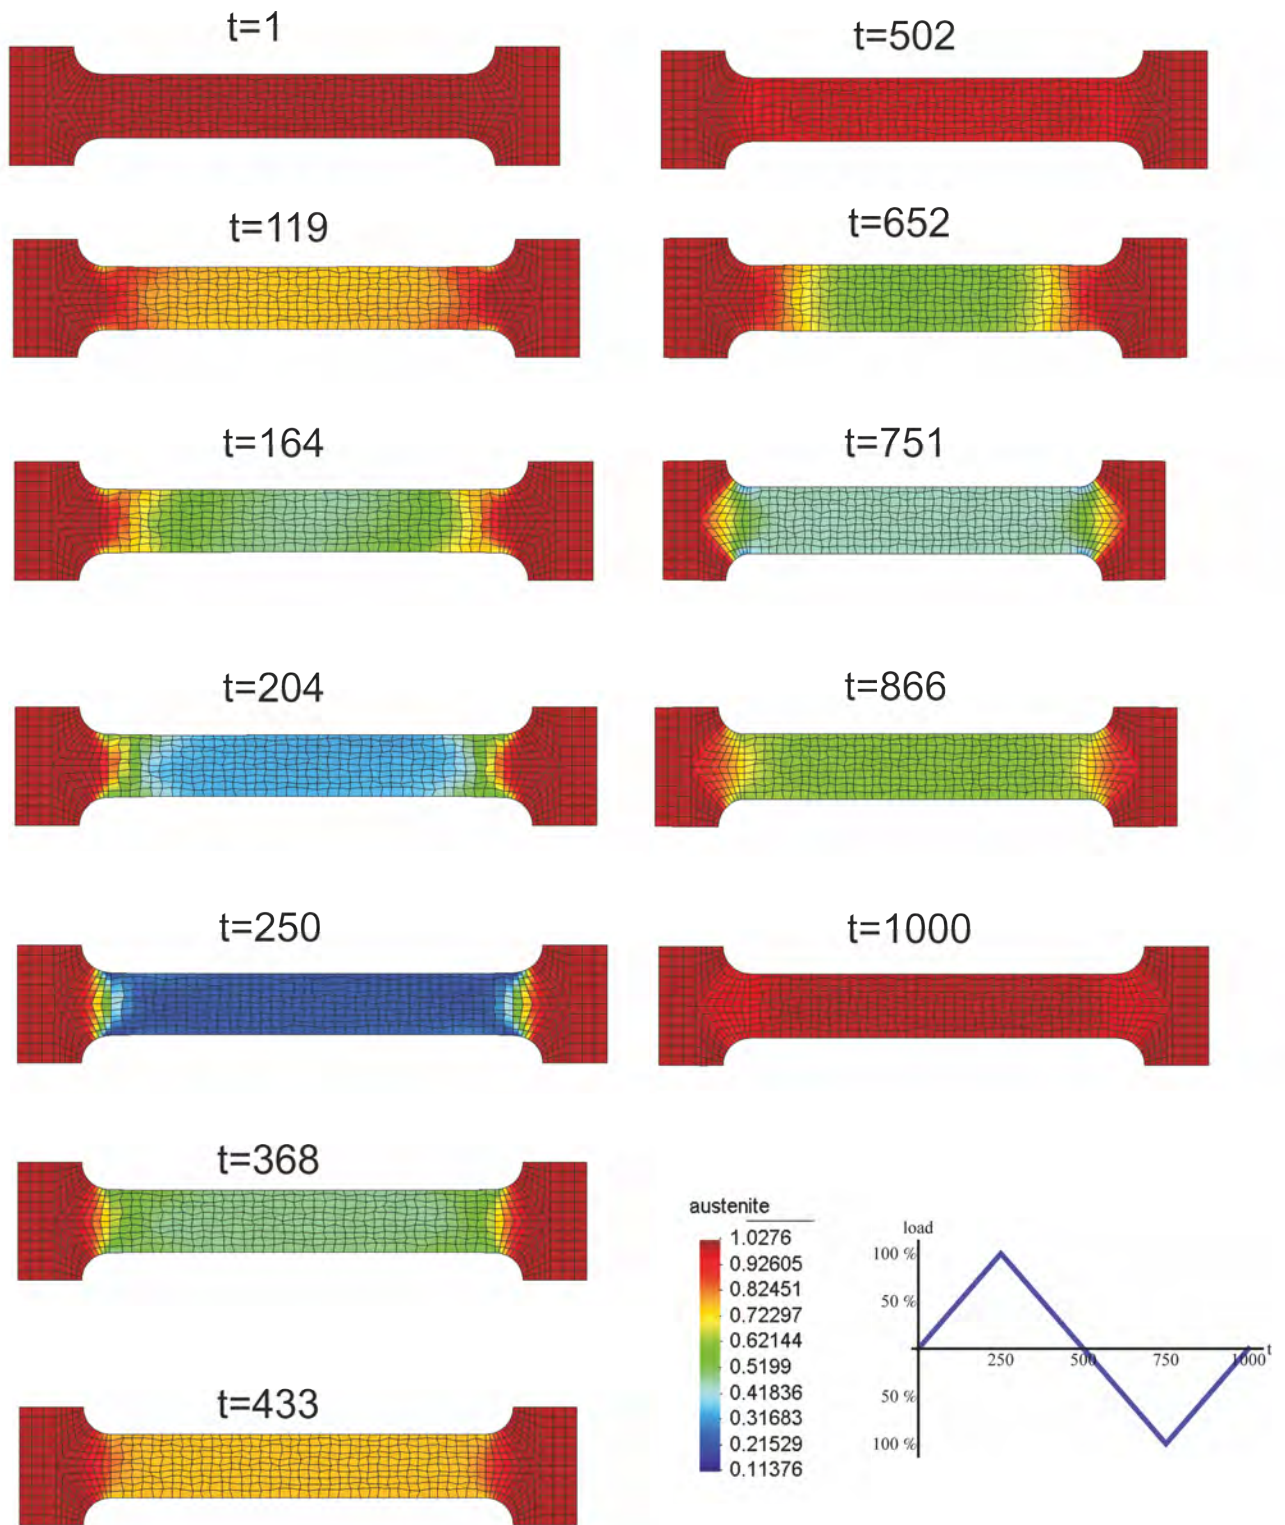 t=1
t=502
t=119
t=652
t=164
t=751
t=204
t=866
t=250
t=1000
t=368
t=433
austenite
1.0276
0.92605
0.82451
0.72297
0.62144
0.5199
0.41836
0.31683
0.21529
0.11376
load
100 %
50 %
250
500
750
1000
t
50 %
100 %